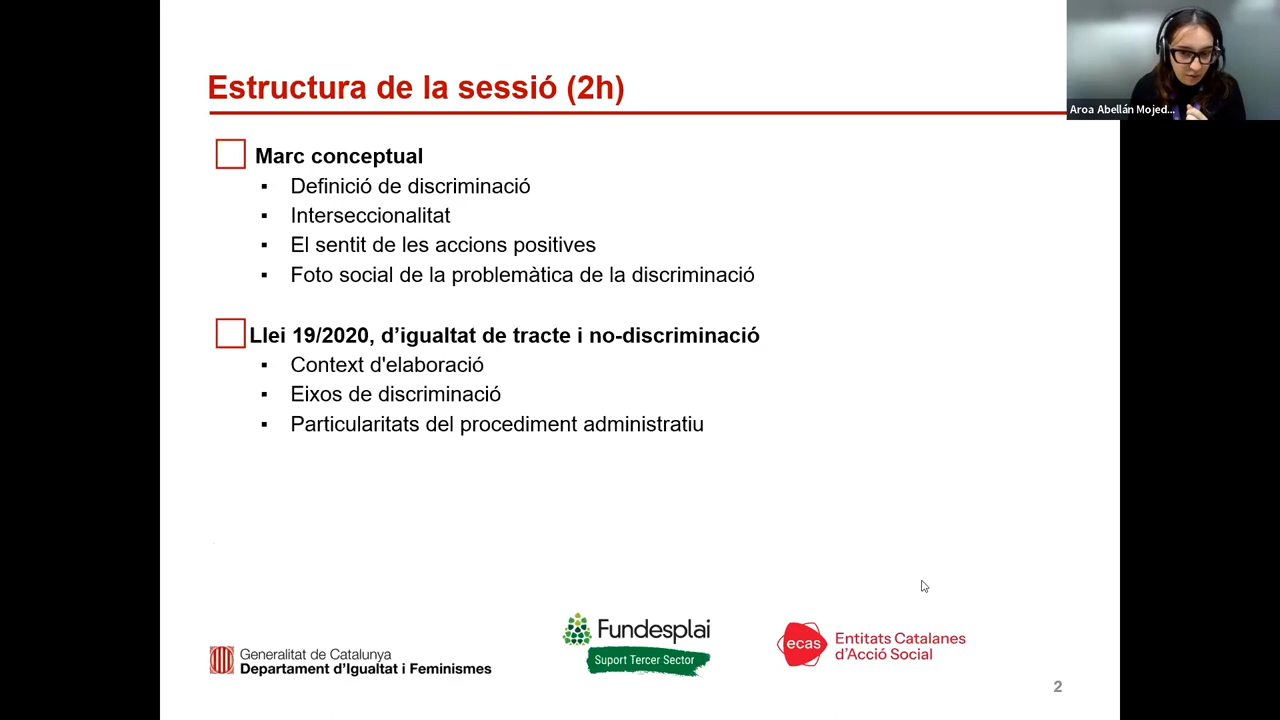 Estructura de la sessió (2h)
Aroa Abellán Mojed...
Marc conceptual
▪ Definició de discriminació
▪ Interseccionalitat
▪ El sentit de les accions positives
▪ Foto social de la problemàtica de la discriminació
Llei 19/2020, d’igualtat de tracte i no-discriminació
▪ Context d'elaboració
▪ Eixos de discriminació
▪ Particularitats del procediment administratiu
Generalitat de Catalunya
Departament d’Igualtat i Feminismes
Fundesplai
Suport Tercer Sector
ecas
Entitats Catalanes
d’Acció Social
2